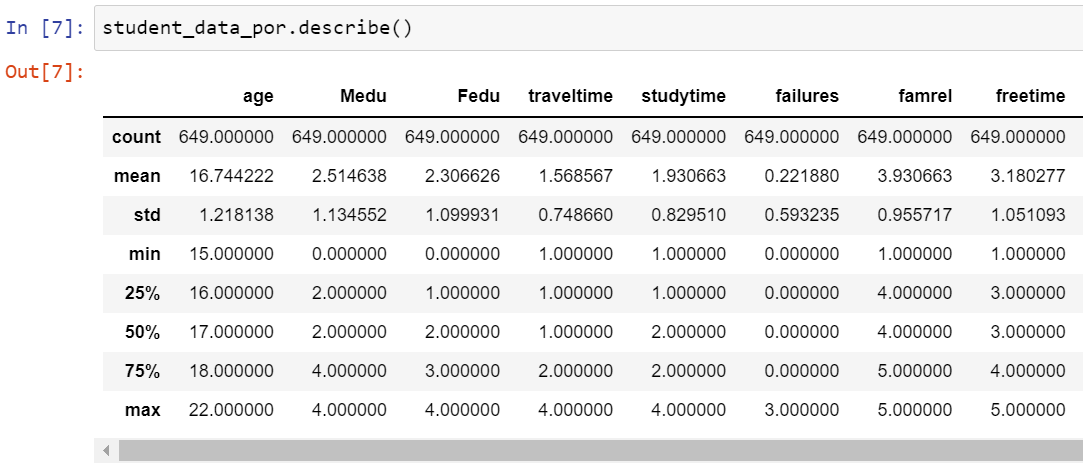 In [7]: student_data_por.describe()
Out[7]:
age Medu Fedu traveltime studytime failures famrel freetime
count 649.000000 649.000000 649.000000 649.000000 649.000000 649.000000 649.000000 649.000000
mean 16.744222 2.514638 2.306626 1.568567 1.930663 0.221880 3.930663 3.180277
std 1.218138 1.134552 1.099931 0.748660 0.829510 0.593235 0.955717 1.051093
min 15.000000 0.000000 0.000000 1.000000 1.000000 0.000000 1.000000 1.000000
25% 16.000000 2.000000 1.000000 1.000000 1.000000 0.000000 4.000000 3.000000
50% 17.000000 2.000000 2.000000 1.000000 2.000000 0.000000 4.000000 3.000000
75% 18.000000 4.000000 3.000000 2.000000 2.000000 0.000000 5.000000 4.000000
max 22.000000 4.000000 4.000000 4.000000 4.000000 3.000000 5.000000 5.000000